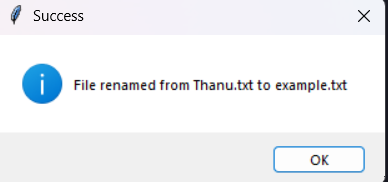 Success
File renamed from Thanu.txt to example.txt
OK